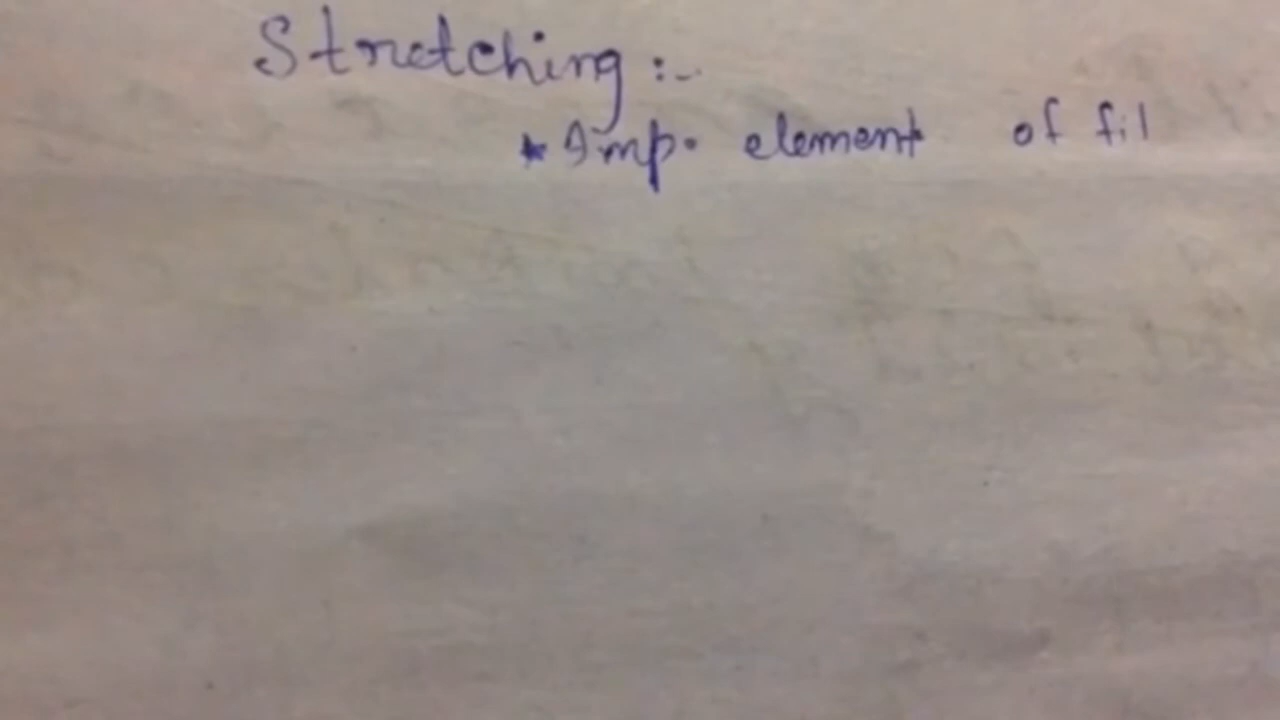 Stretching :-
* Imp. element of fil